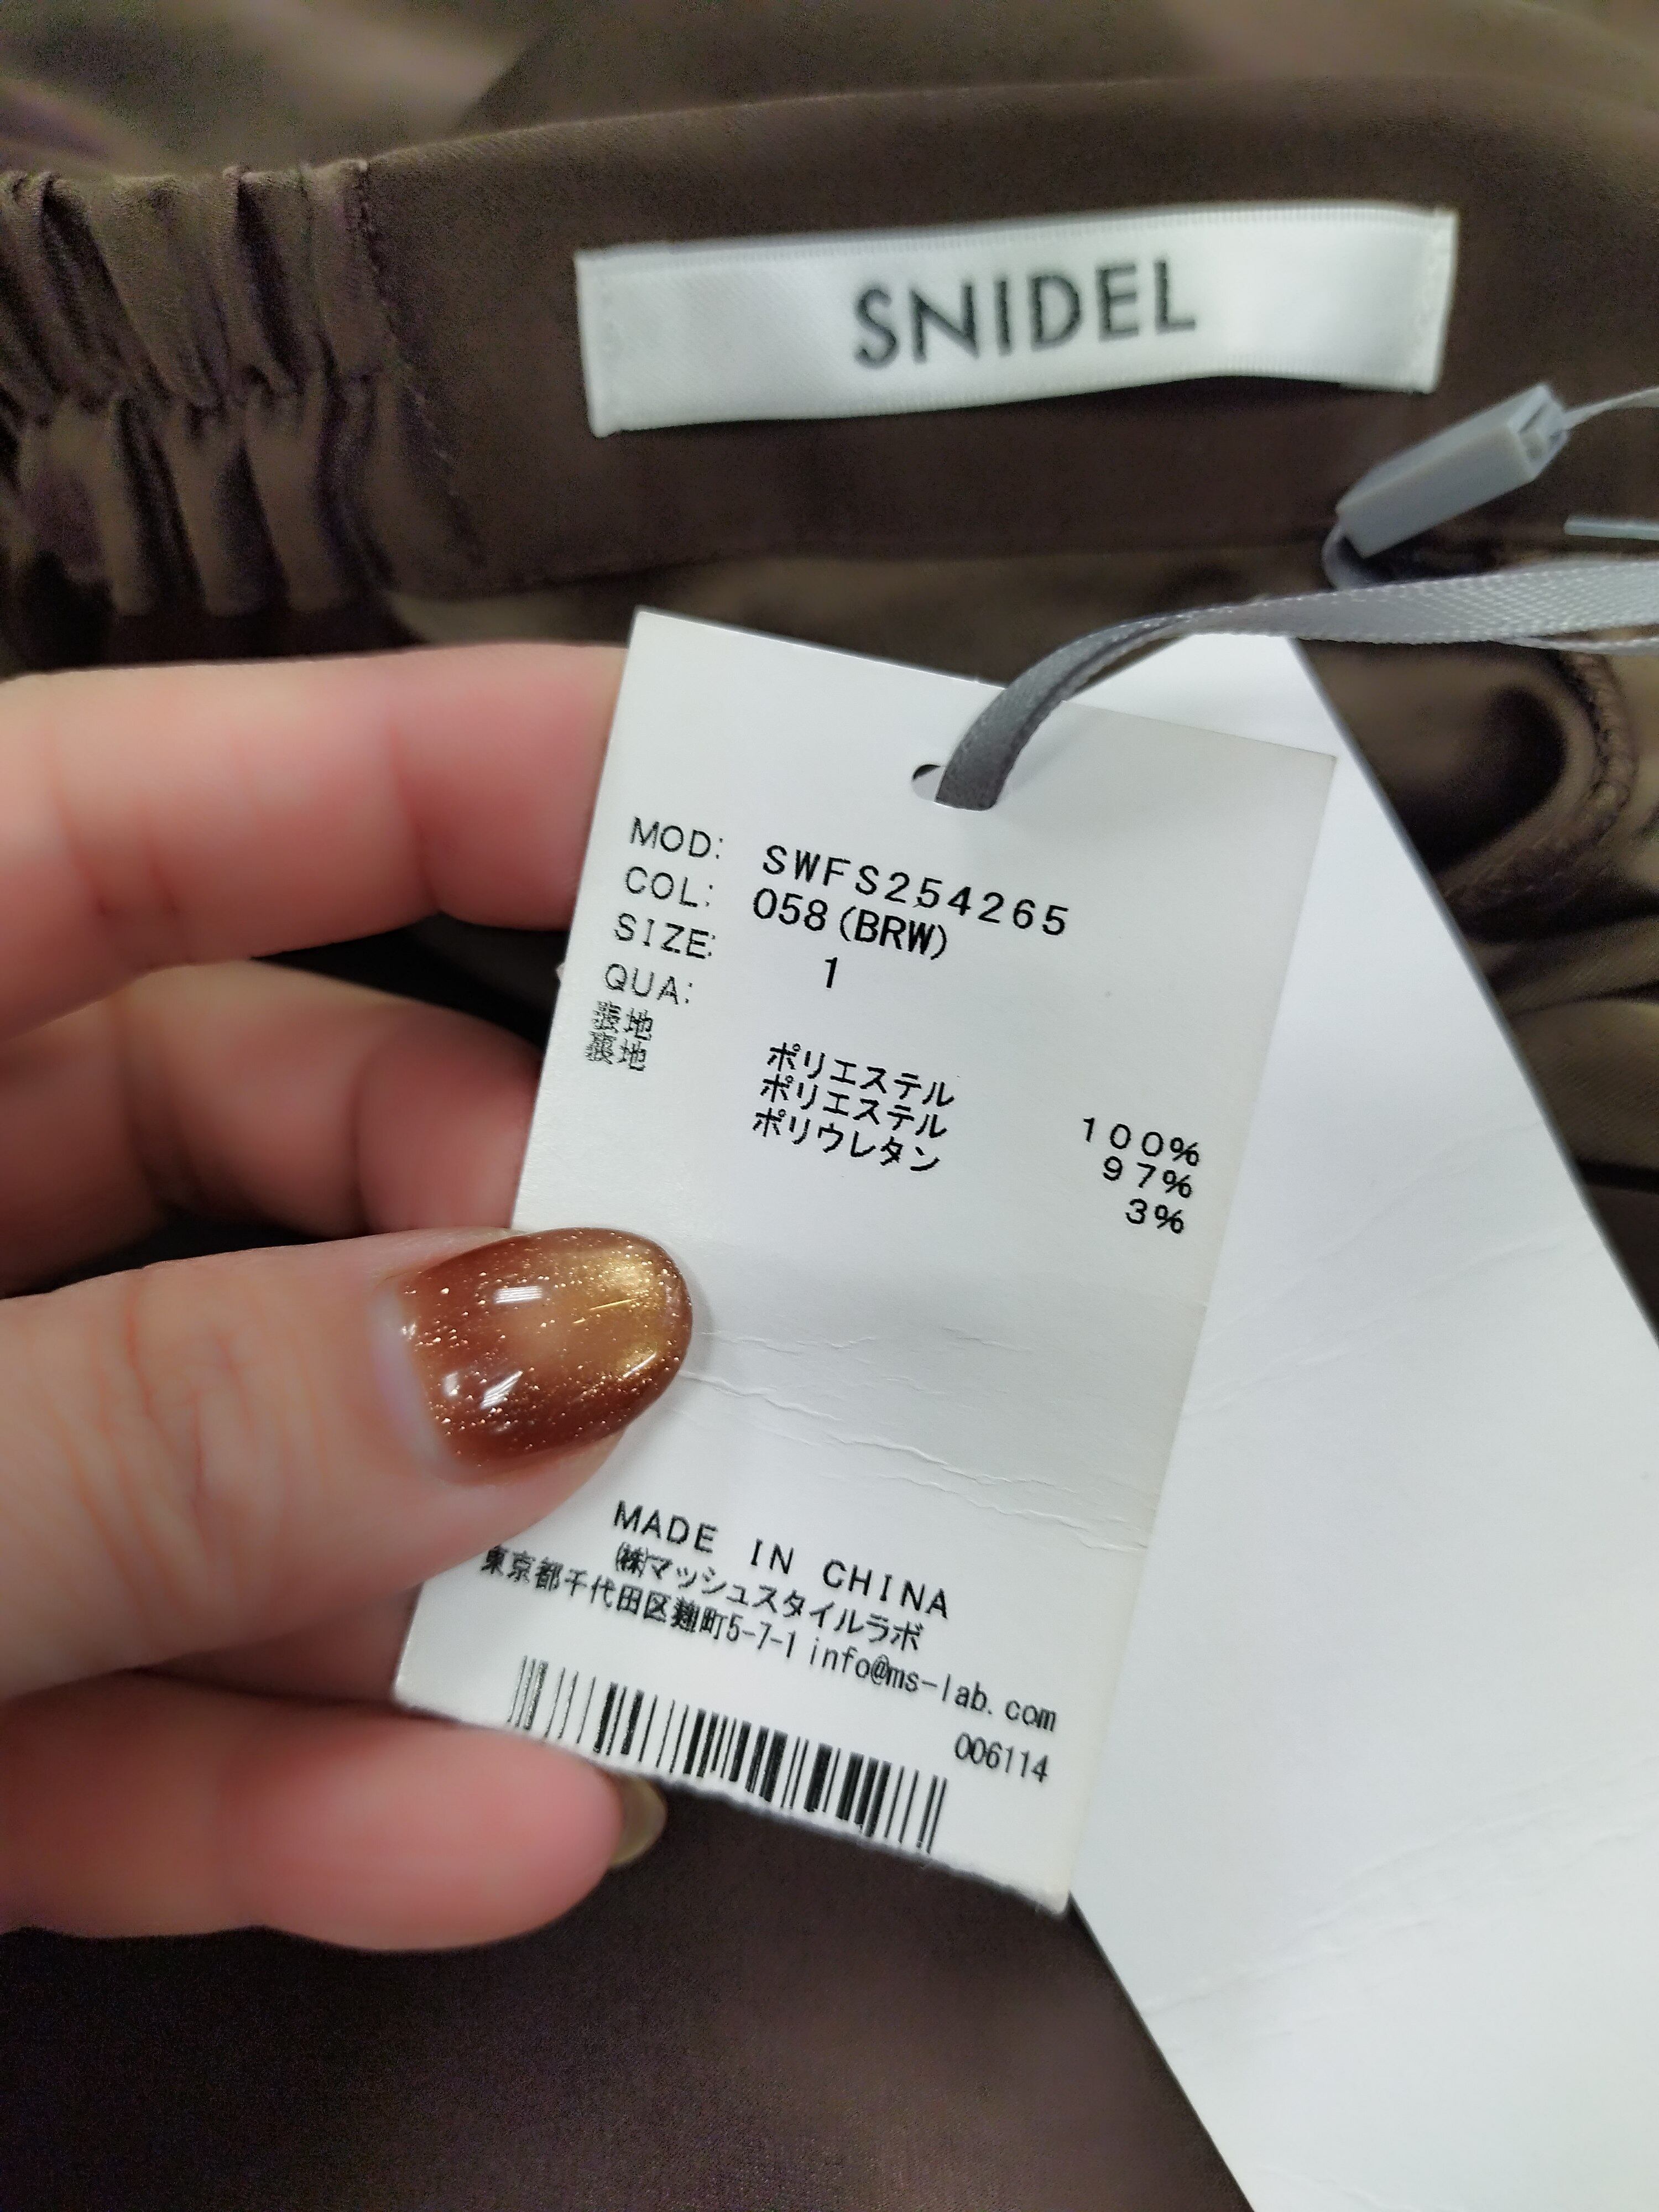 SNIDEL
MOD: SWFS254265
COL: 058(BRW)
SIZE: 1
QUA:
表地 ポリエステル 100%
裏地 ポリエステル 97%
ポリウレタン 3%
MADE IN CHINA
㈱マッシュスタイルラボ
東京都千代田区麹町5-7-1 info@ms-lab.com
006114